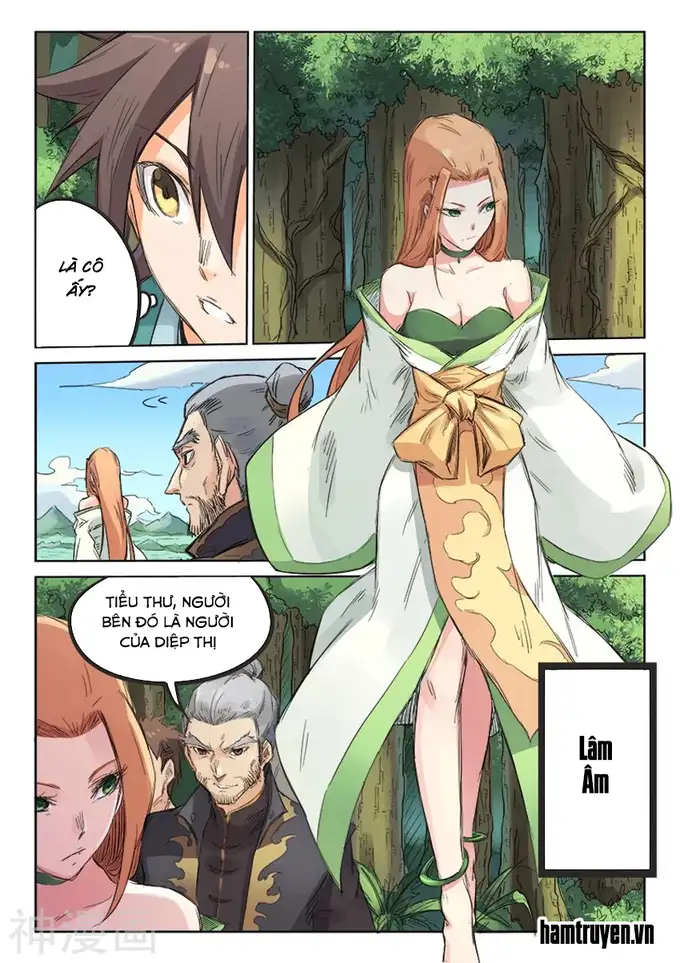 LÀ CÔ
ẤY?
TIỂU THƯ, NGƯỜI
BÊN ĐÓ LÀ NGƯỜI
CỦA DIỆP THỊ
Lâm
Âm
神漫画
hamtruyen.vn